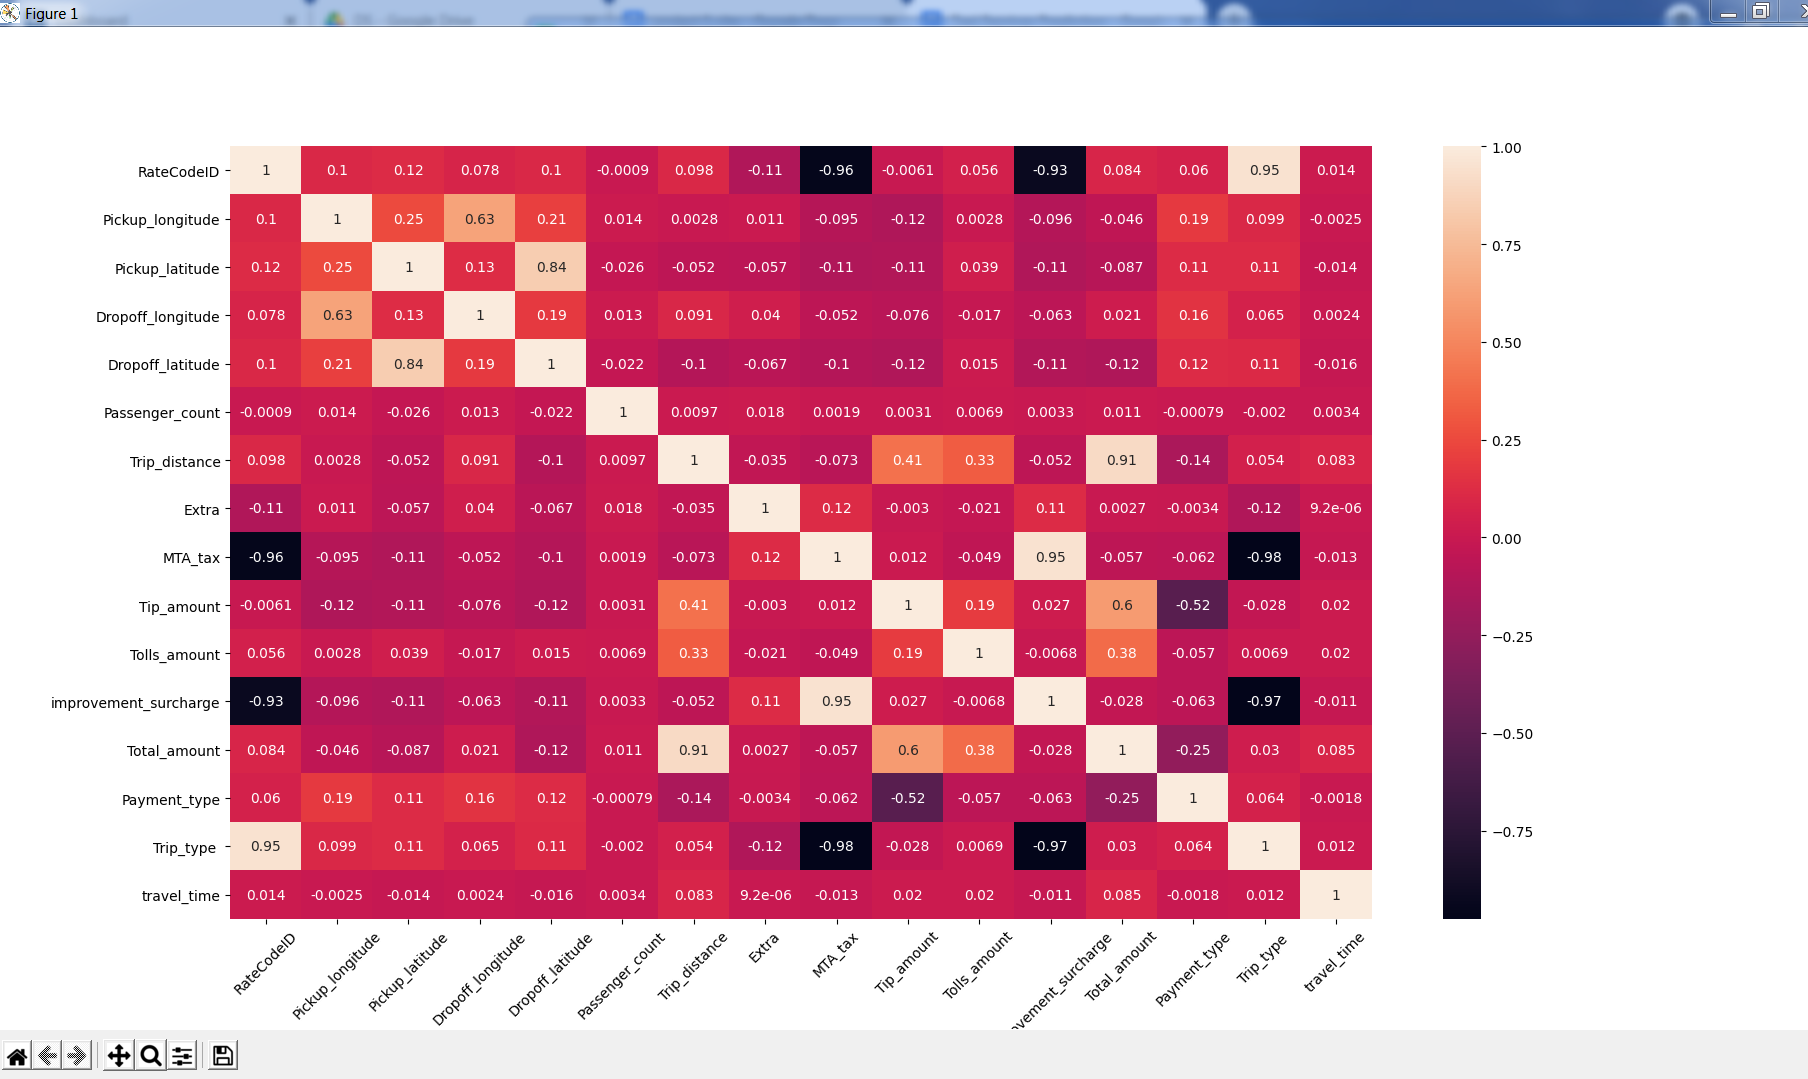 Figure 1
RateCodeID 1 0.1 0.12 0.078 0.1 -0.0009 0.098 -0.11 -0.96 -0.0061 0.056 -0.93 0.084 0.06 0.95 0.014
Pickup_longitude 0.1 1 0.25 0.63 0.21 0.014 0.0028 0.011 -0.095 -0.12 0.0028 -0.096 -0.046 0.19 0.099 -0.0025
Pickup_latitude 0.12 0.25 1 0.13 0.84 -0.026 -0.052 -0.057 -0.11 -0.11 0.039 -0.11 -0.087 0.11 0.11 -0.014
Dropoff_longitude 0.078 0.63 0.13 1 0.19 0.013 0.091 0.04 -0.052 -0.076 -0.017 -0.063 0.021 0.16 0.065 0.0024
Dropoff_latitude 0.1 0.21 0.84 0.19 1 -0.022 -0.1 -0.067 -0.1 -0.12 0.015 -0.11 -0.12 0.12 0.11 -0.016
Passenger_count -0.0009 0.014 -0.026 0.013 -0.022 1 0.0097 0.018 0.0019 0.0031 0.0069 0.0033 0.011 -0.00079 -0.002 0.0034
Trip_distance 0.098 0.0028 -0.052 0.091 -0.1 0.0097 1 -0.035 -0.073 0.41 0.33 -0.052 0.91 -0.14 0.054 0.083
Extra -0.11 0.011 -0.057 0.04 -0.067 0.018 -0.035 1 0.12 -0.003 -0.021 0.11 0.0027 -0.0034 -0.12 9.2e-06
MTA_tax -0.96 -0.095 -0.11 -0.052 -0.1 0.0019 -0.073 0.12 1 0.012 -0.049 0.95 -0.057 -0.062 -0.98 -0.013
Tip_amount -0.0061 -0.12 -0.11 -0.076 -0.12 0.0031 0.41 -0.003 0.012 1 0.19 0.027 0.6 -0.52 -0.028 0.02
Tolls_amount 0.056 0.0028 0.039 -0.017 0.015 0.0069 0.33 -0.021 -0.049 0.19 1 -0.0068 0.38 -0.057 0.0069 0.02
improvement_surcharge -0.93 -0.096 -0.11 -0.063 -0.11 0.0033 -0.052 0.11 0.95 0.027 -0.0068 1 -0.028 -0.063 -0.97 -0.011
Total_amount 0.084 -0.046 -0.087 0.021 -0.12 0.011 0.91 0.0027 -0.057 0.6 0.38 -0.028 1 -0.25 0.03 0.085
Payment_type 0.06 0.19 0.11 0.16 0.12 -0.00079 -0.14 -0.0034 -0.062 -0.52 -0.057 -0.063 -0.25 1 0.064 -0.0018
Trip_type 0.95 0.099 0.11 0.065 0.11 -0.002 0.054 -0.12 -0.98 -0.028 0.0069 -0.97 0.03 0.064 1 0.012
travel_time 0.014 -0.0025 -0.014 0.0024 -0.016 0.0034 0.083 9.2e-06 -0.013 0.02 0.02 -0.011 0.085 -0.0018 0.012 1
RateCodeID Pickup_longitude Pickup_latitude Dropoff_longitude Dropoff_latitude Passenger_count Trip_distance Extra MTA_tax Tip_amount Tolls_amount ovement_surcharge Total_amount Payment_type Trip_type travel_time
1.00
0.75
0.50
0.25
0.00
−0.25
−0.50
−0.75